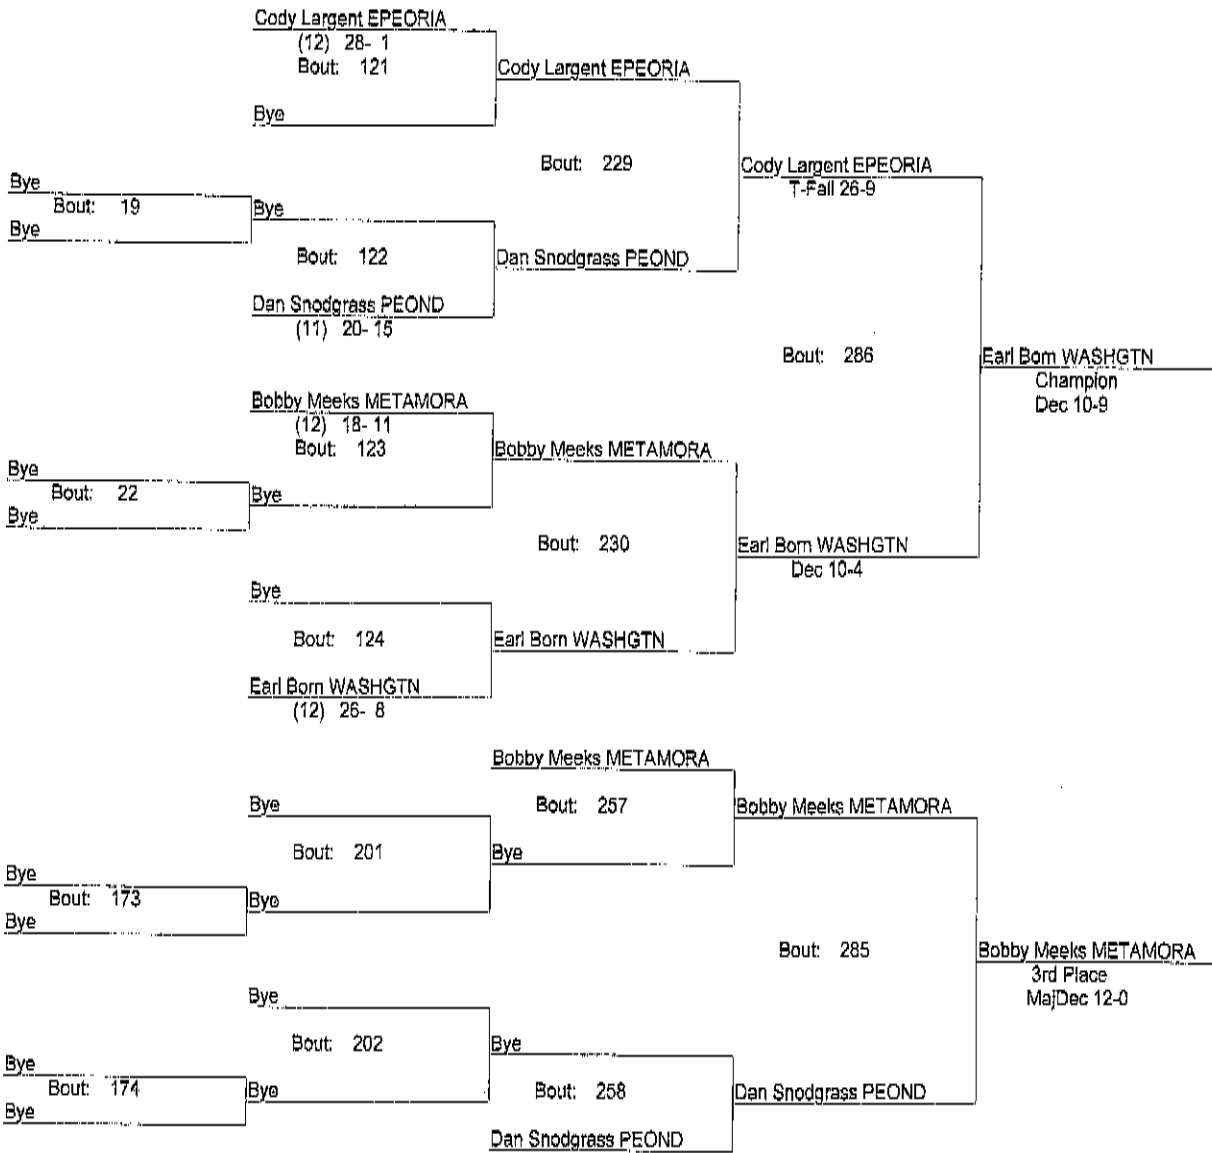 Cody Largent EPEORIA
(12) 28- 1
Bout: 121
Cody Largent EPEORIA
Bye
Bout: 229
Cody Largent EPEORIA
T-Fall 26-9
Bye
Bout: 19
Bye
Bye
Bout: 122
Dan Snodgrass PEOND
Dan Snodgrass PEOND
(11) 20- 15
Bout: 286
Earl Born WASHGTN
Champion
Dec 10-9
Bobby Meeks METAMORA
(12) 18- 11
Bout: 123
Bobby Meeks METAMORA
Bye
Bout: 22
Bye
Bye
Bout: 230
Earl Born WASHGTN
Dec 10-4
Bye
Bout: 124
Earl Born WASHGTN
Earl Born WASHGTN
(12) 26- 8
Bobby Meeks METAMORA
Bye
Bout: 257
Bobby Meeks METAMORA
Bout: 201
Bye
Bye
Bout: 173
Bye
Bye
Bout: 285
Bobby Meeks METAMORA
3rd Place
MajDec 12-0
Bye
Bout: 202
Bye
Bye
Bout: 174
Bye
Bye
Bout: 258
Dan Snodgrass PEOND
Dan Snodgrass PEOND